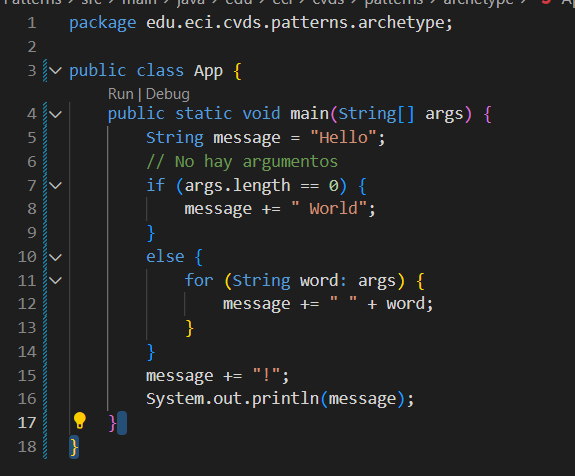 Patterns > src > main > java > edu > eci > cvds > patterns > archetype >
1 package edu.eci.cvds.patterns.archetype;
2
3 public class App {
Run | Debug
4 public static void main(String[] args) {
5 String message = "Hello";
6 // No hay argumentos
7 if (args.length == 0) {
8 message += " World";
9 }
10 else {
11 for (String word: args) {
12 message += " " + word;
13 }
14 }
15 message += "!";
16 System.out.println(message);
17 }
18 }